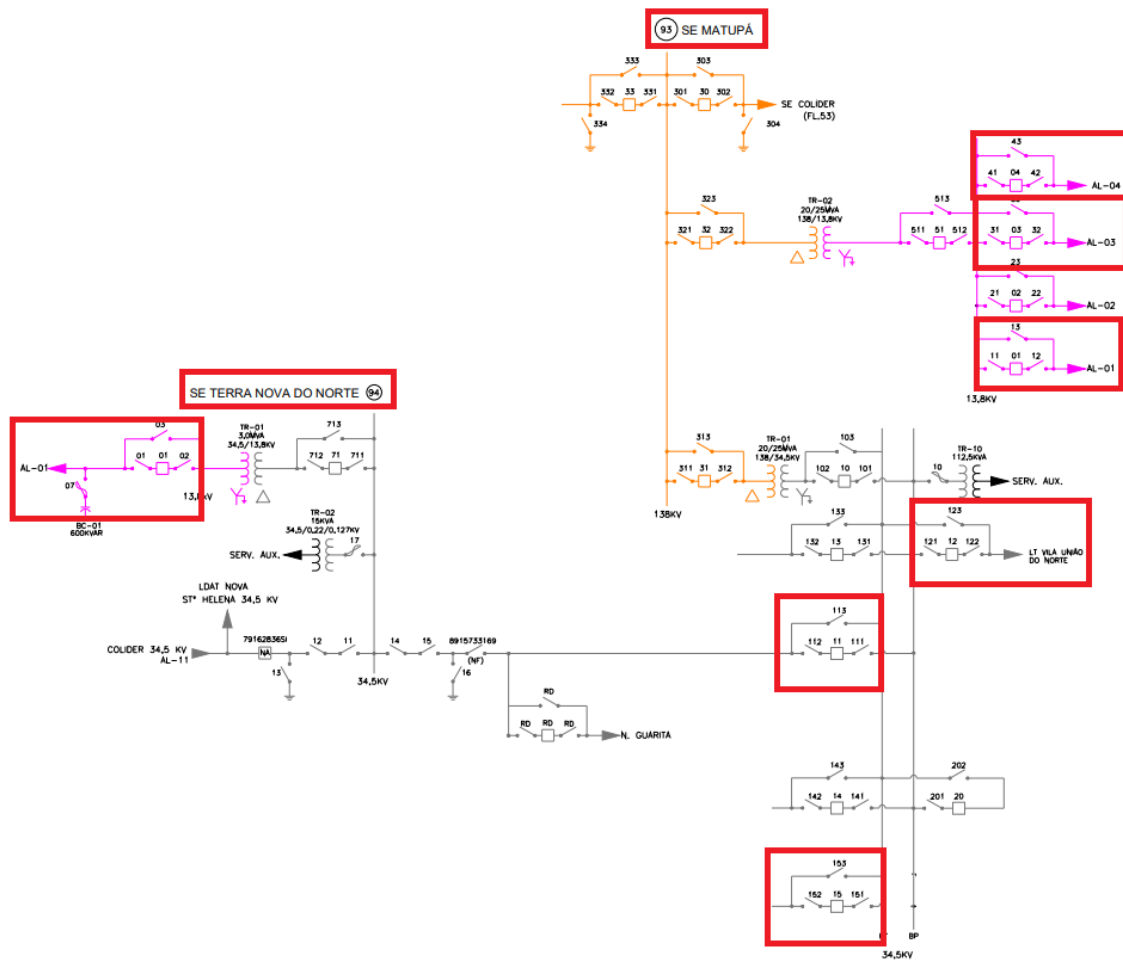 93 SE MATUPÁ
333
303
332 33 331
301 30 302
SE COLIDER
(FL.53)
334
304
43
41 04 42
AL-04
323
321 32 322
TR-02
20/25MVA
138/13,8KV
513
511 51 512
31 03 32
AL-03
23
21 02 22
AL-02
13
11 01 12
AL-01
13,8KV
SE TERRA NOVA DO NORTE 94
03
01 01 02
AL-01
07
BC-01
600KVAR
TR-01
3,0MVA
34,5/13,8KV
713
712 71 711
TR-02
15KVA
34,5/0,22/0,127KV
17
SERV. AUX.
313
311 31 312
138KV
TR-01
20/25MVA
138/34,5KV
103
102 10 101
10
TR-10
112,5KVA
SERV. AUX.
133
132 13 131
123
121 12 122
LT VILA UNIÃO
DO NORTE
LDAT NOVA
STª HELENA 34,5 KV
COLIDER 34,5 KV
AL-11
7916283651
NA
13
12 11
34,5KV
14 15
8915733169
(NF)
16
113
112 11 111
RD
RD RD RD
N. GUARITA
143
142 14 141
202
201 20
153
152 15 151
BP
34,5KV